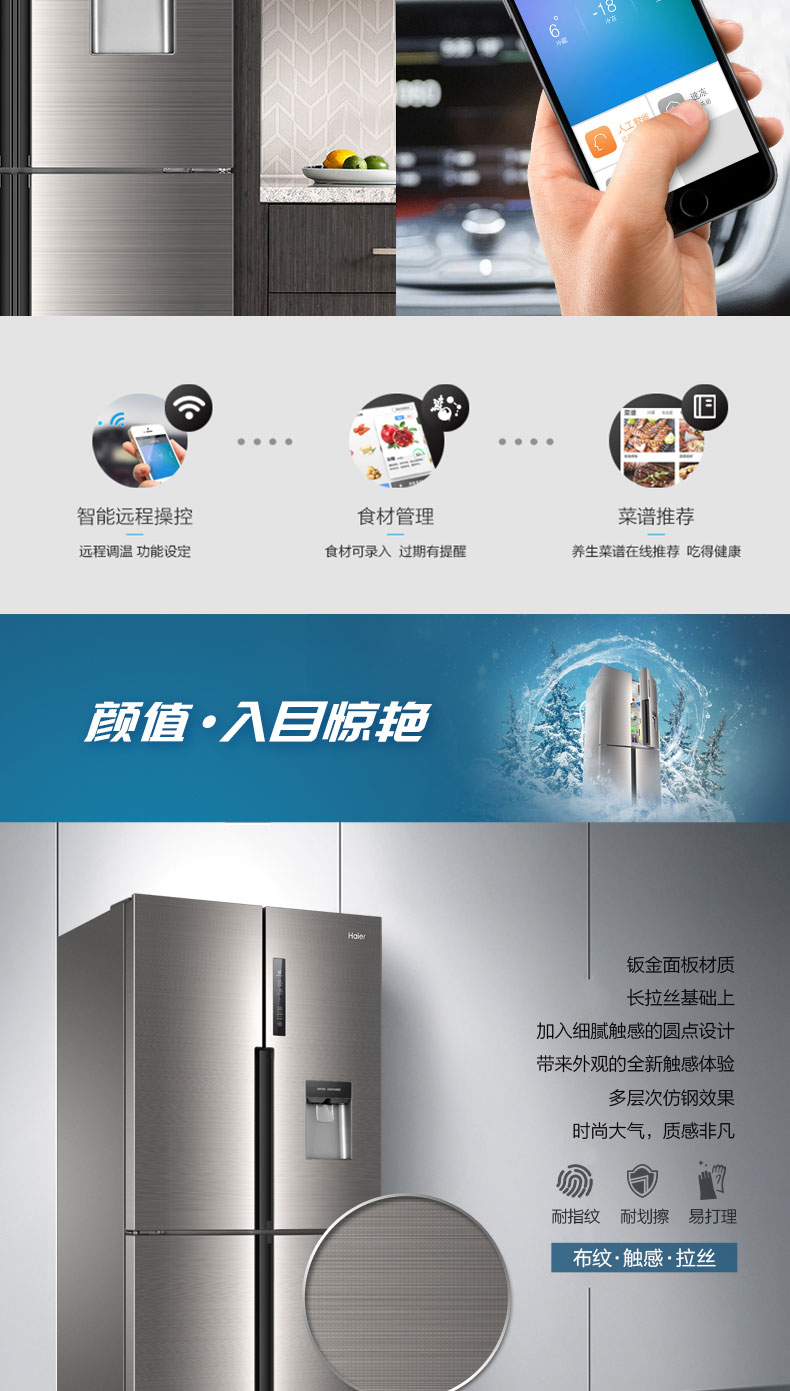 6°
冷藏
-18
人工智能
速冻
智能远程操控
食材管理
菜谱推荐
远程调温 功能设定
食材可录入 过期有提醒
养生菜谱在线推荐 吃得健康
颜值·入目惊艳
Haier
钣金面板材质
长拉丝基础上
加入细腻触感的圆点设计
带来外观的全新触感体验
多层次仿钢效果
时尚大气，质感非凡
耐指纹 耐划擦 易打理
布纹·触感·拉丝